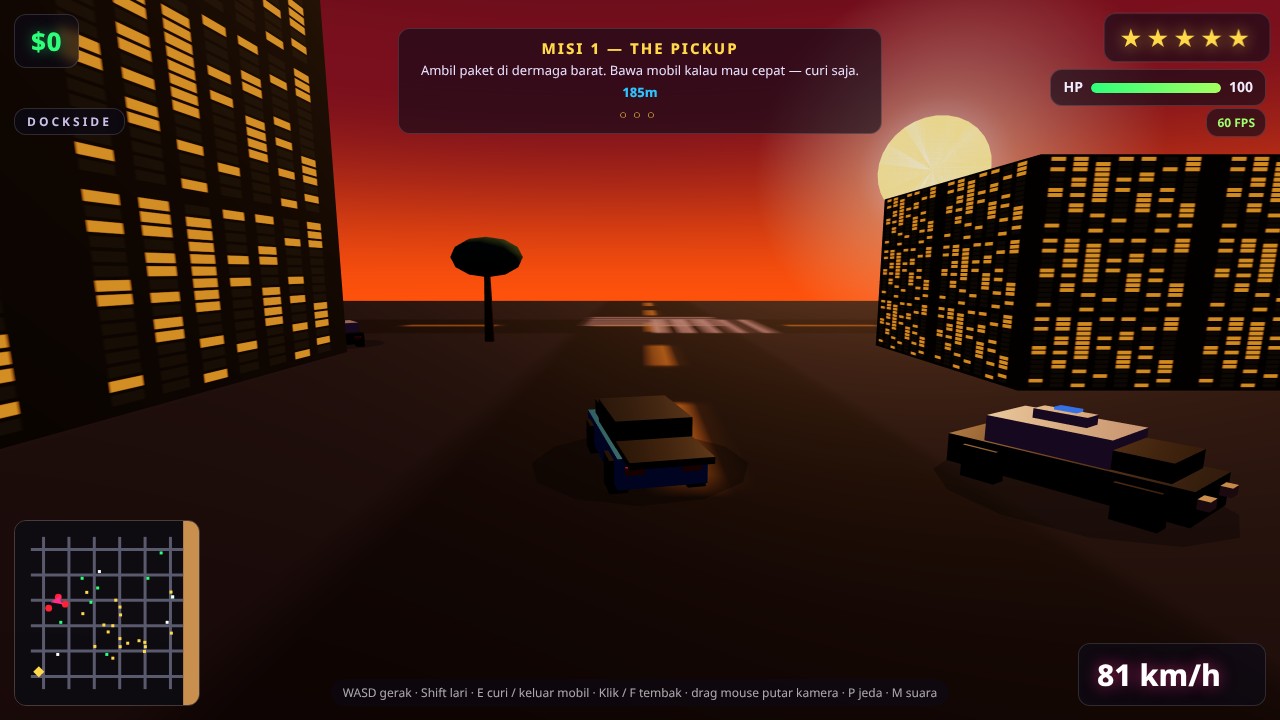 $0
MISI 1 — THE PICKUP
Ambil paket di dermaga barat. Bawa mobil kalau mau cepat — curi saja.
185m
★ ★ ★ ★ ★
HP 100
60 FPS
DOCKSIDE
WASD gerak · Shift lari · E curi / keluar mobil · Klik / F tembak · drag mouse putar kamera · P jeda · M suara
81 km/h